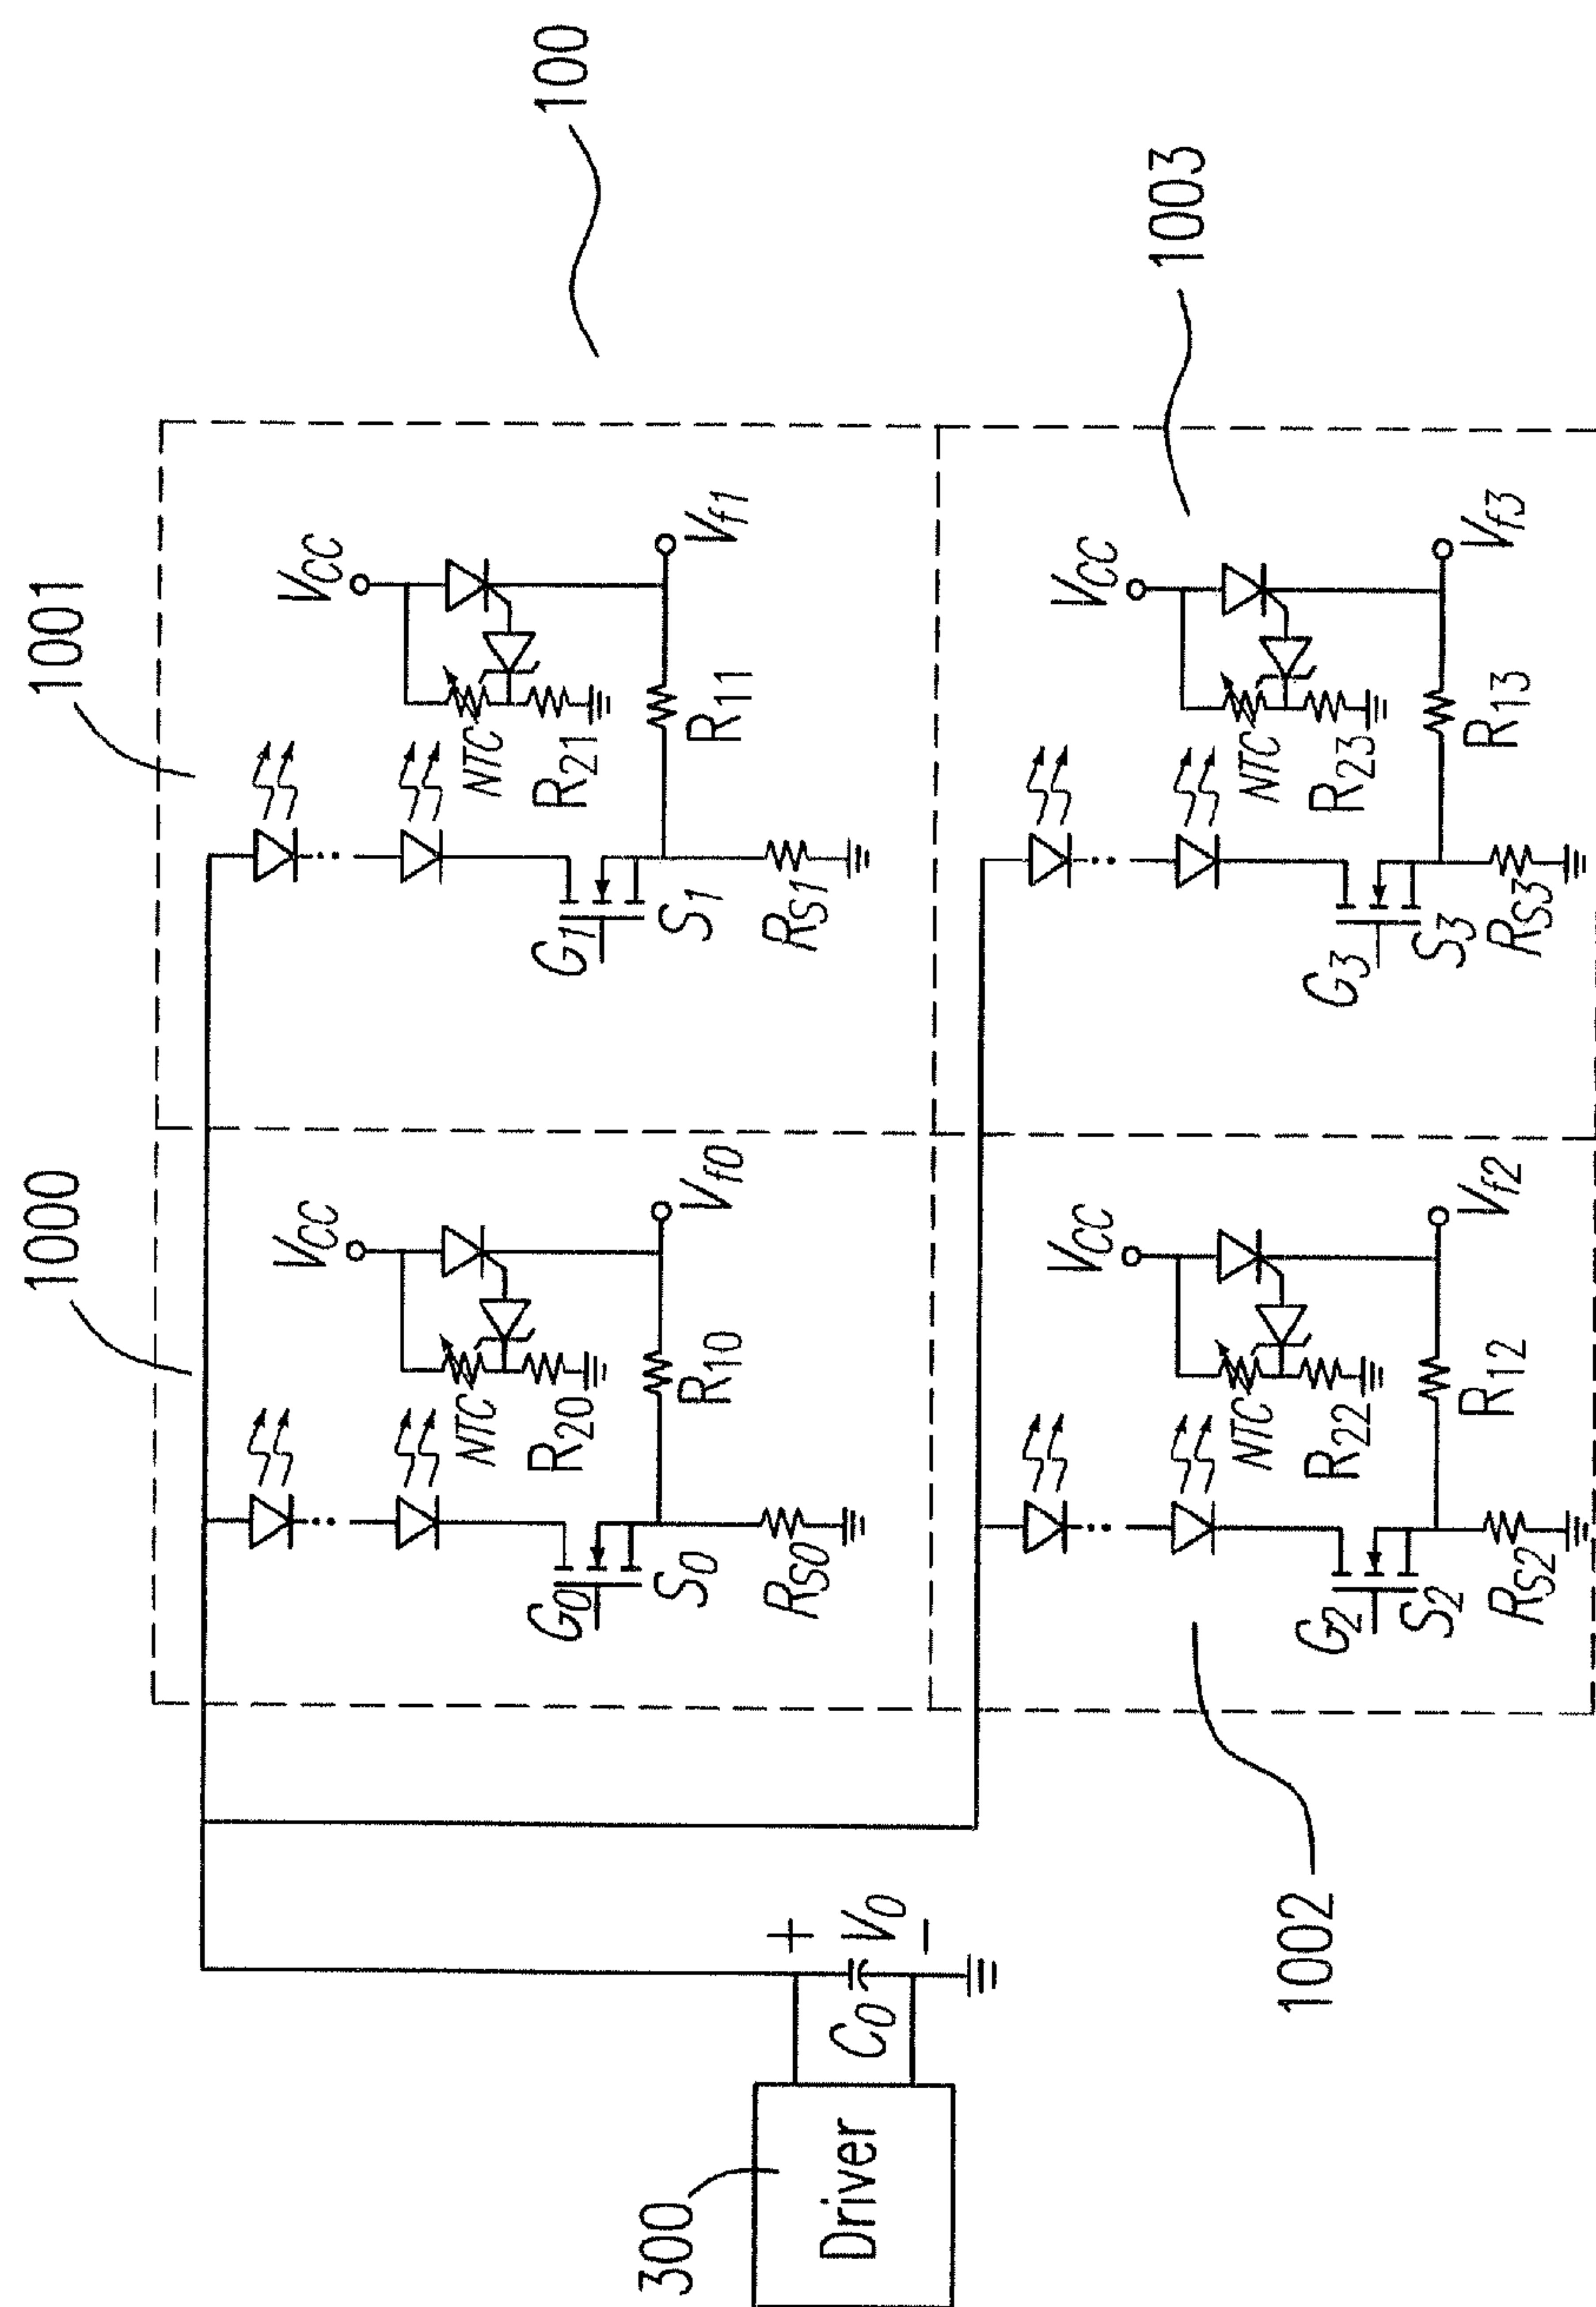 100
1001
1000
1003
1002
300
Driver
C0
+
V0
−
VCC
NTC
R20
R10
Vf0
G0
S0
RS0
VCC
NTC
R21
R11
Vf1
G1
S1
RS1
VCC
NTC
R22
R12
Vf2
G2
S2
RS2
VCC
NTC
R23
R13
Vf3
G3
S3
RS3